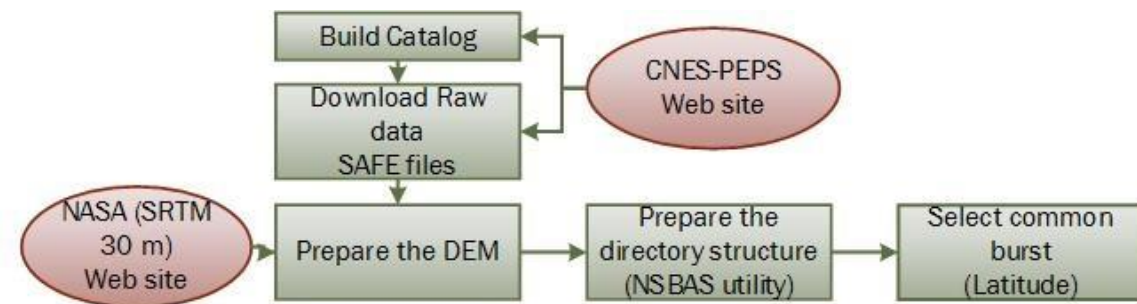 Build Catalog
CNES-PEPS
Web site
Download Raw
data
SAFE files
NASA (SRTM
30 m)
Web site
Prepare the DEM
Prepare the
directory structure
(NSBAS utility)
Select common
burst
(Latitude)